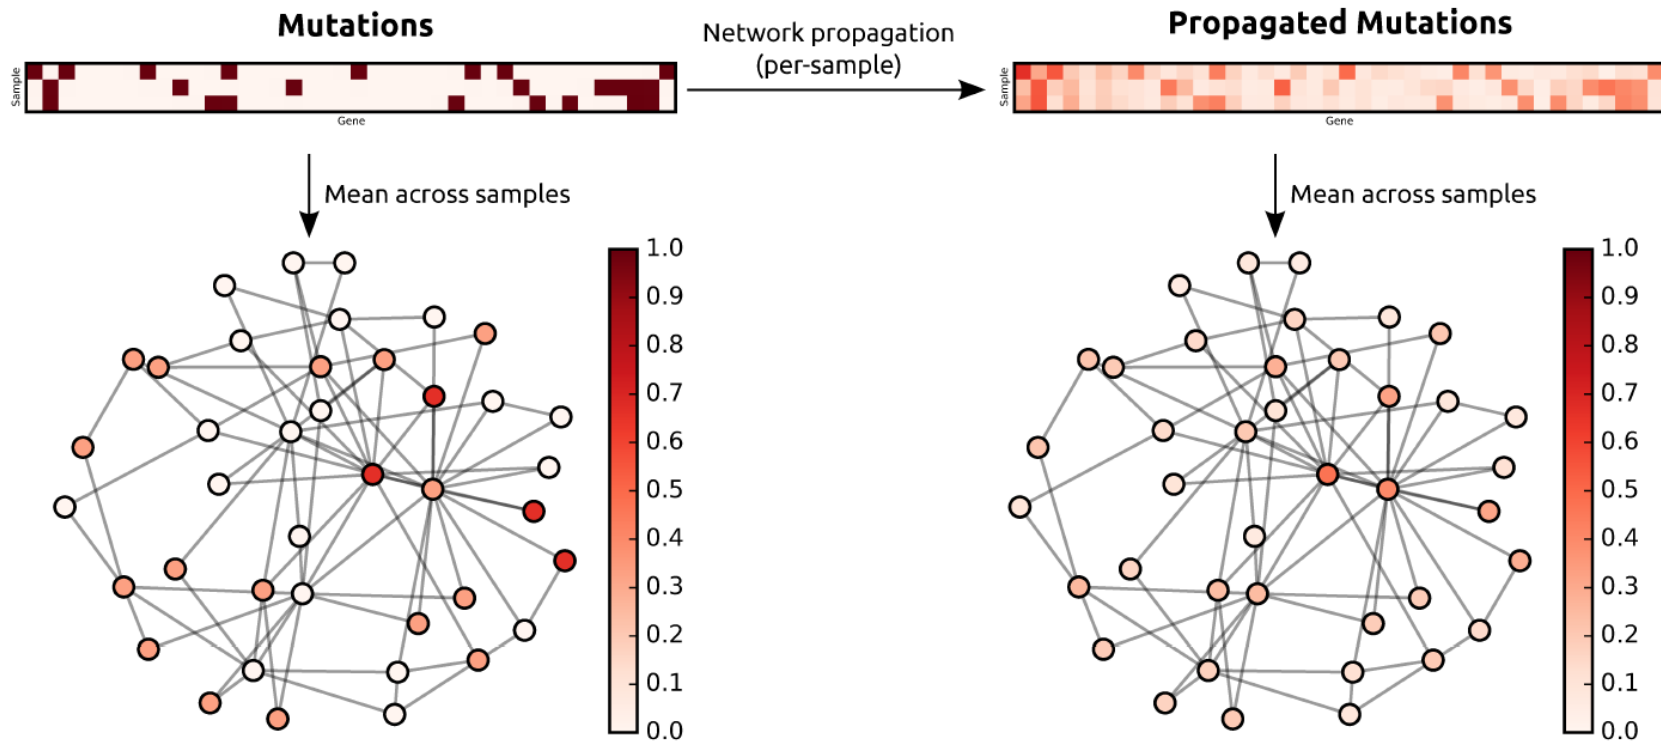 Mutations
Network propagation
(per-sample)
Propagated Mutations
Sample
Gene
Sample
Gene
Mean across samples
Mean across samples
1.0
0.9
0.8
0.7
0.6
0.5
0.4
0.3
0.2
0.1
0.0
1.0
0.9
0.8
0.7
0.6
0.5
0.4
0.3
0.2
0.1
0.0